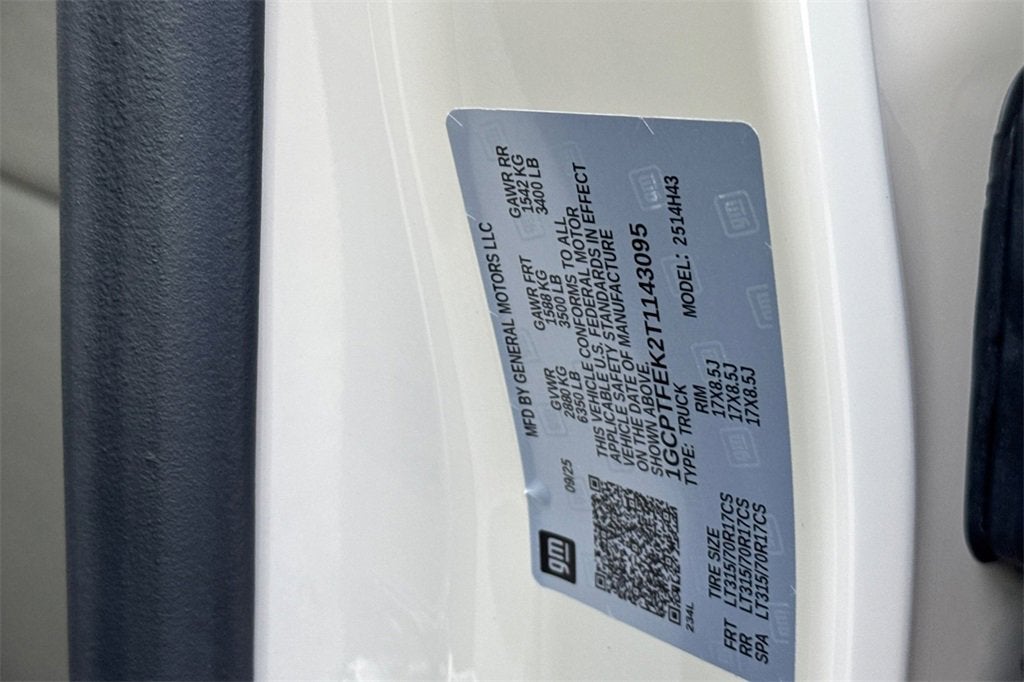 gm
MFD BY GENERAL MOTORS LLC
09/25
GVWR GAWR FRT GAWR RR
2880 KG 1588 KG 1542 KG
6350 LB 3500 LB 3400 LB
THIS VEHICLE CONFORMS TO ALL
APPLICABLE U.S. FEDERAL MOTOR
VEHICLE SAFETY STANDARDS IN EFFECT
ON THE DATE OF MANUFACTURE
SHOWN ABOVE.
1GCPTFEK2T1143095
TYPE: TRUCK MODEL: 2514H43
234L
TIRE SIZE RIM
FRT LT315/70R17CS 17X8.5J
RR LT315/70R17CS 17X8.5J
SPA LT315/70R17CS 17X8.5J